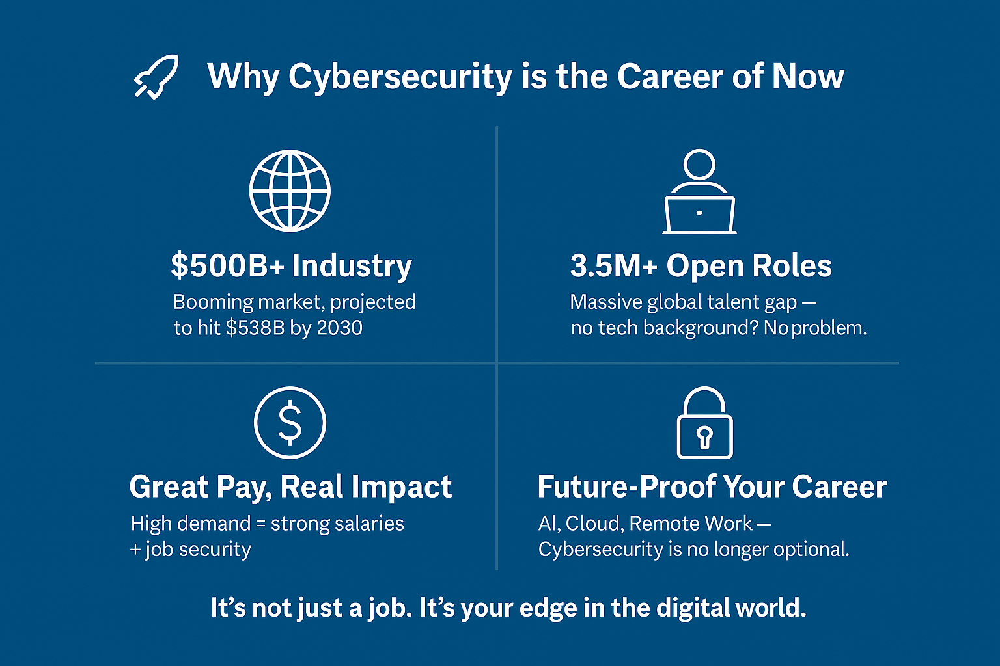 Why Cybersecurity is the Career of Now
$500B+ Industry
Booming market, projected
to hit $538B by 2030
3.5M+ Open Roles
Massive global talent gap —
no tech background? No problem.
$
Great Pay, Real Impact
High demand = strong salaries
+ job security
Future-Proof Your Career
AI, Cloud, Remote Work —
Cybersecurity is no longer optional.
It's not just a job. It's your edge in the digital world.